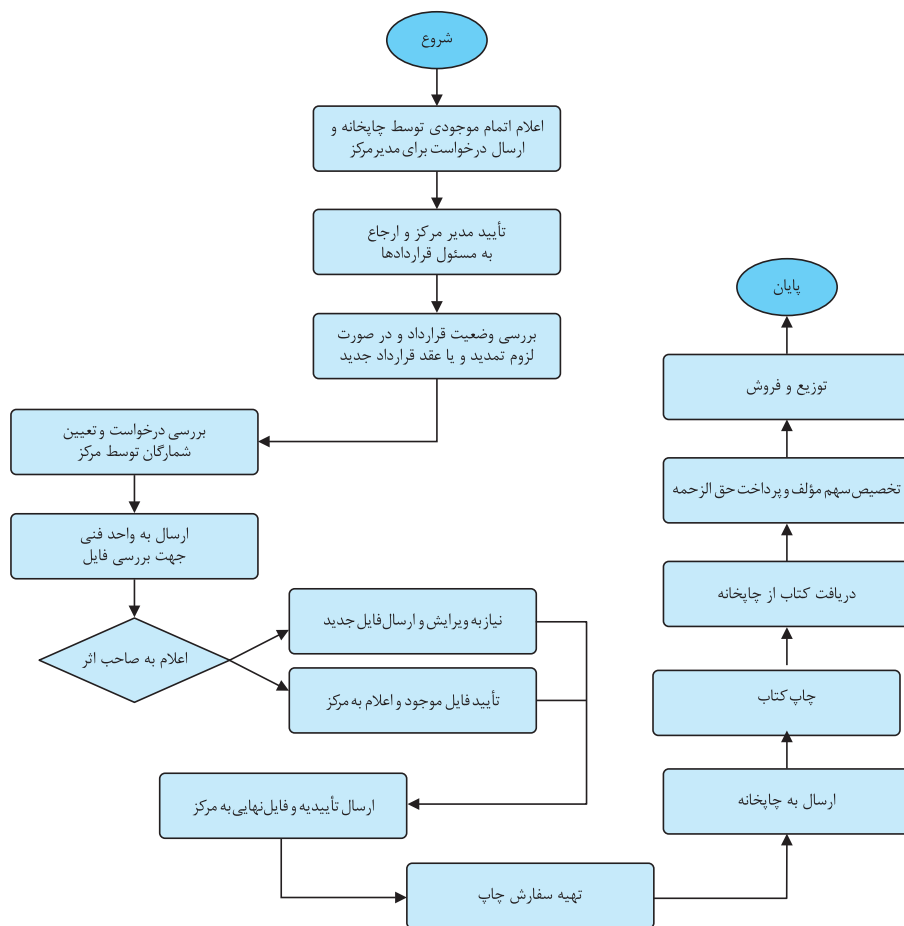 شروع
اعلام اتمام موجودی توسط چاپخانه و
ارسال درخواست برای مدیر مرکز
تأیید مدیر مرکز و ارجاع
به مسئول قراردادها
بررسی وضعیت قرارداد و در صورت
لزوم تمدید و یا عقد قرارداد جدید
بررسی درخواست و تعیین
شمارگان توسط مرکز
ارسال به واحد فنی
جهت بررسی فایل
اعلام به صاحب اثر
نیاز به ویرایش و ارسال فایل جدید
تأیید فایل موجود و اعلام به مرکز
ارسال تأییدیه و فایل نهایی به مرکز
تهیه سفارش چاپ
ارسال به چاپخانه
چاپ کتاب
دریافت کتاب از چاپخانه
تخصیص سهم مؤلف و پرداخت حق الزحمه
توزیع و فروش
پایان